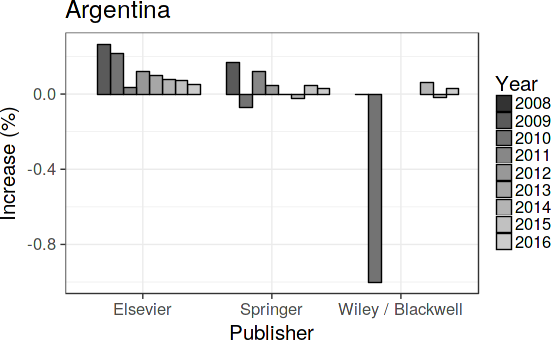 Argentina
Increase (%)
0.0
-0.4
-0.8
Elsevier
Springer
Wiley / Blackwell
Publisher
Year
2008
2009
2010
2011
2012
2013
2014
2015
2016